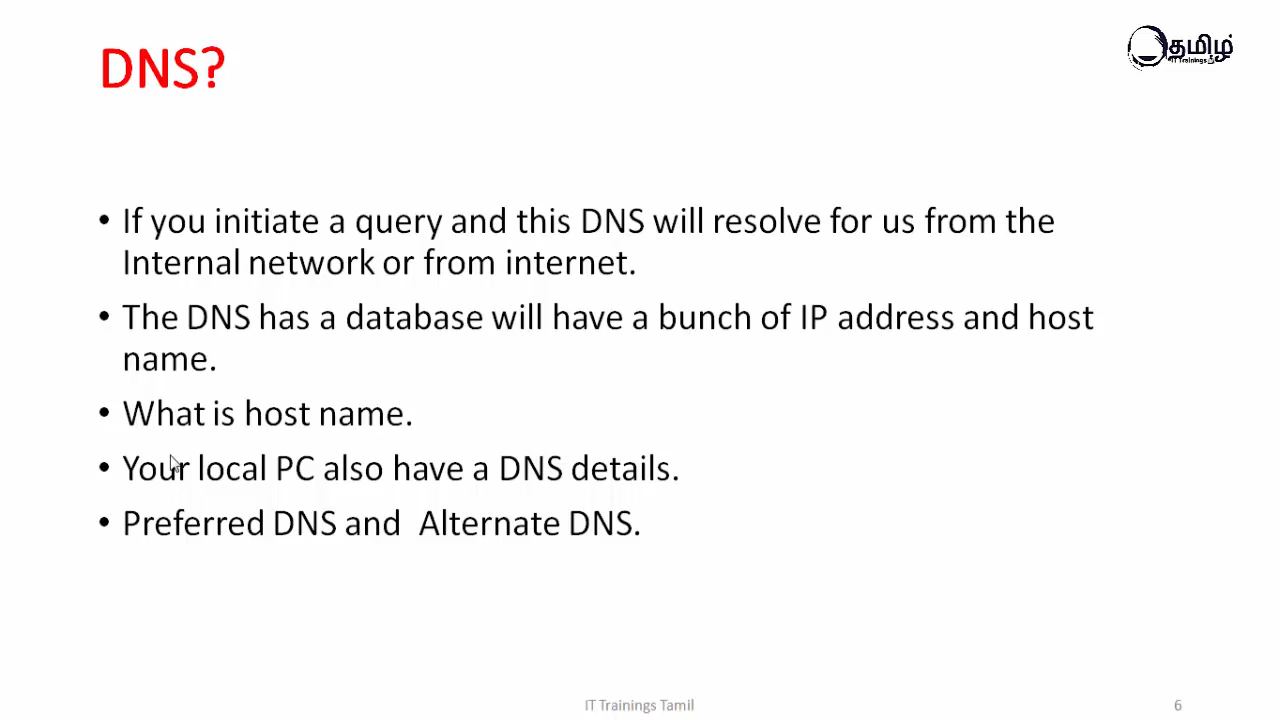 DNS?
தமிழ்
IT Trainings
• If you initiate a query and this DNS will resolve for us from the
Internal network or from internet.
• The DNS has a database will have a bunch of IP address and host
name.
• What is host name.
• Your local PC also have a DNS details.
• Preferred DNS and Alternate DNS.
IT Trainings Tamil
6